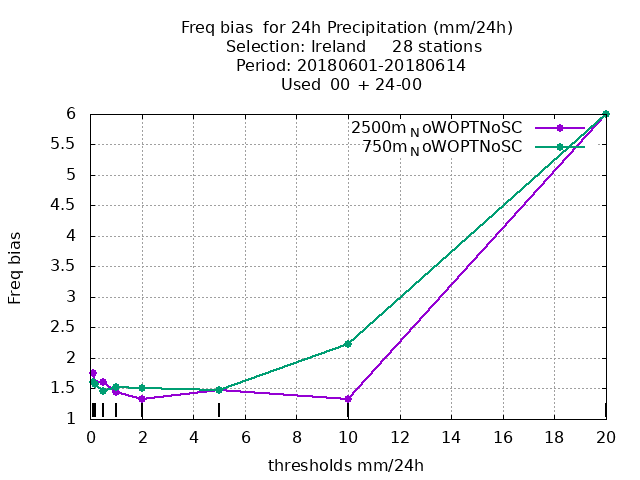 Freq bias  for 24h Precipitation (mm/24h)
Selection: Ireland     28 stations
Period: 20180601-20180614
Used  00 + 24-00
2500m_NoWOPTNoSC
750m_NoWOPTNoSC
6
5.5
5
4.5
4
3.5
3
2.5
2
1.5
1
Freq bias
0 2 4 6 8 10 12 14 16 18 20
thresholds mm/24h